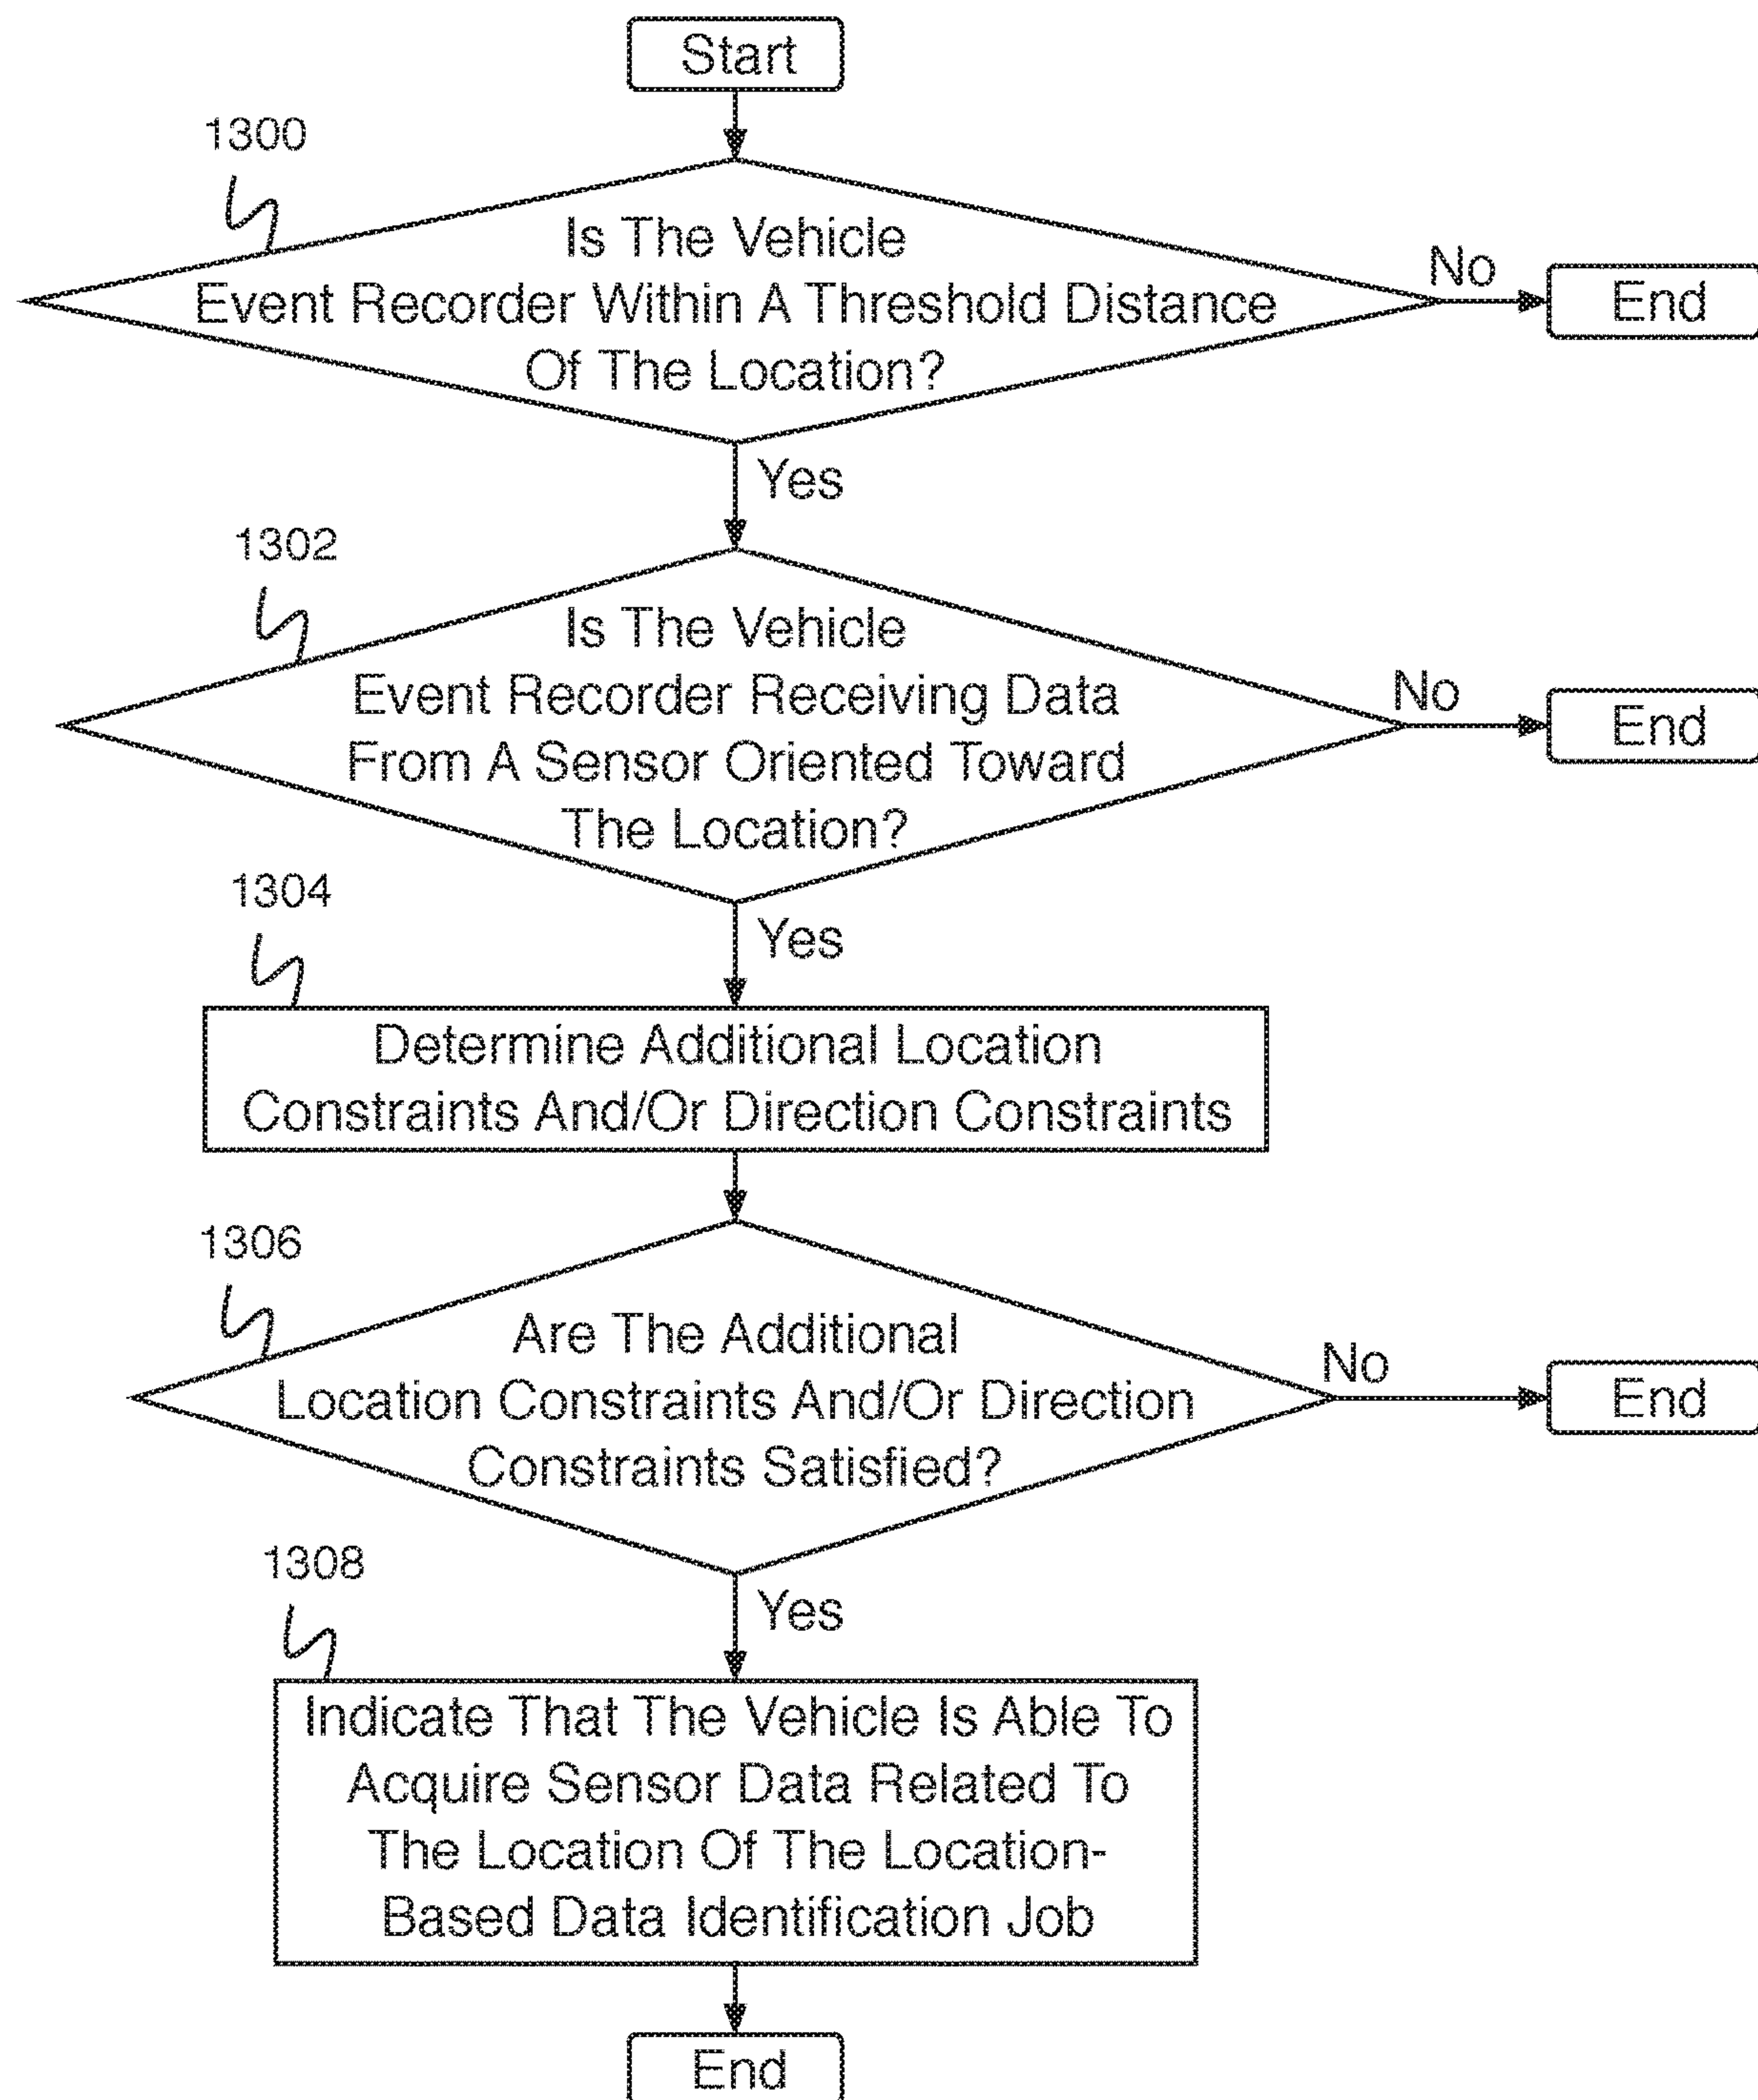 Start
1300
Is The Vehicle
Event Recorder Within A Threshold Distance
Of The Location?
No
End
Yes
1302
Is The Vehicle
Event Recorder Receiving Data
From A Sensor Oriented Toward
The Location?
No
End
Yes
1304
Determine Additional Location
Constraints And/Or Direction Constraints
1306
Are The Additional
Location Constraints And/Or Direction
Constraints Satisfied?
No
End
Yes
1308
Indicate That The Vehicle Is Able To
Acquire Sensor Data Related To
The Location Of The Location-
Based Data Identification Job
End